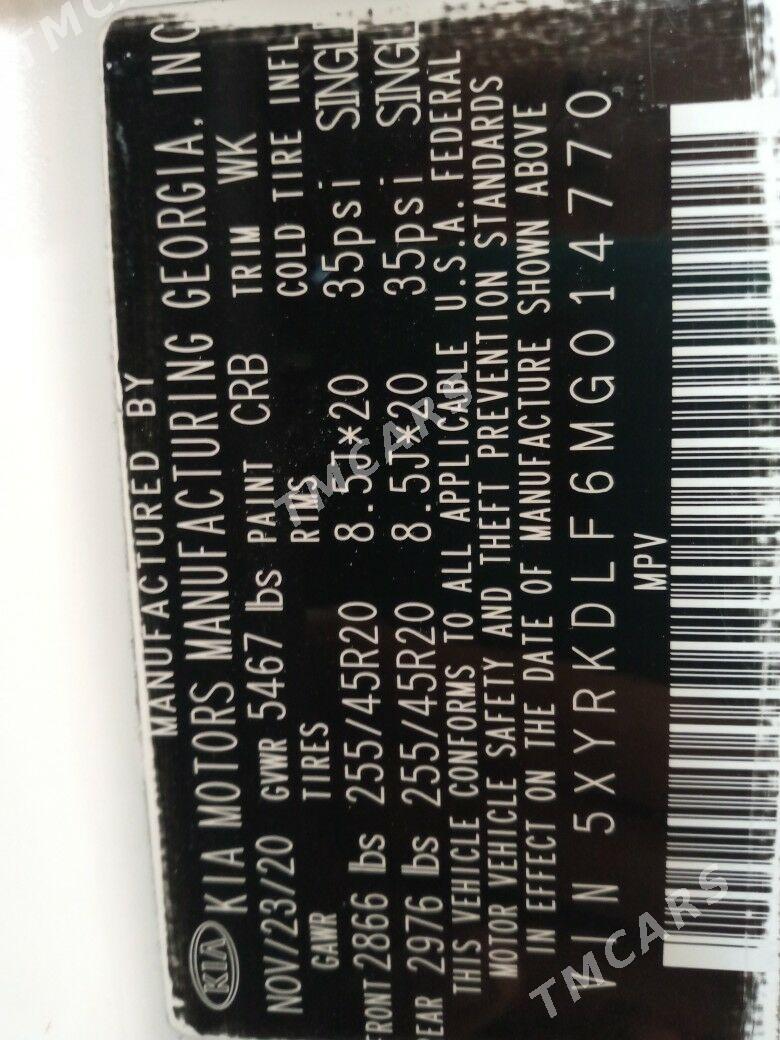 MANUFACTURED BY
KIA KIA MOTORS MANUFACTURING GEORGIA, INC
NOV/23/20 GVWR 5467 lbs PAINT CRB TRIM WK
GAWR TIRES RIMS COLD TIRE INFL
FRONT 2866 lbs 255/45R20 8.5J*20 35psi SINGL
REAR 2976 lbs 255/45R20 8.5J*20 35psi SINGL
THIS VEHICLE CONFORMS TO ALL APPLICABLE U.S.A. FEDERAL
MOTOR VEHICLE SAFETY AND THEFT PREVENTION STANDARDS
IN EFFECT ON THE DATE OF MANUFACTURE SHOWN ABOVE
VIN 5XYRKDLF6MG014770
MPV
TMCARS
TMCARS
TMCARS